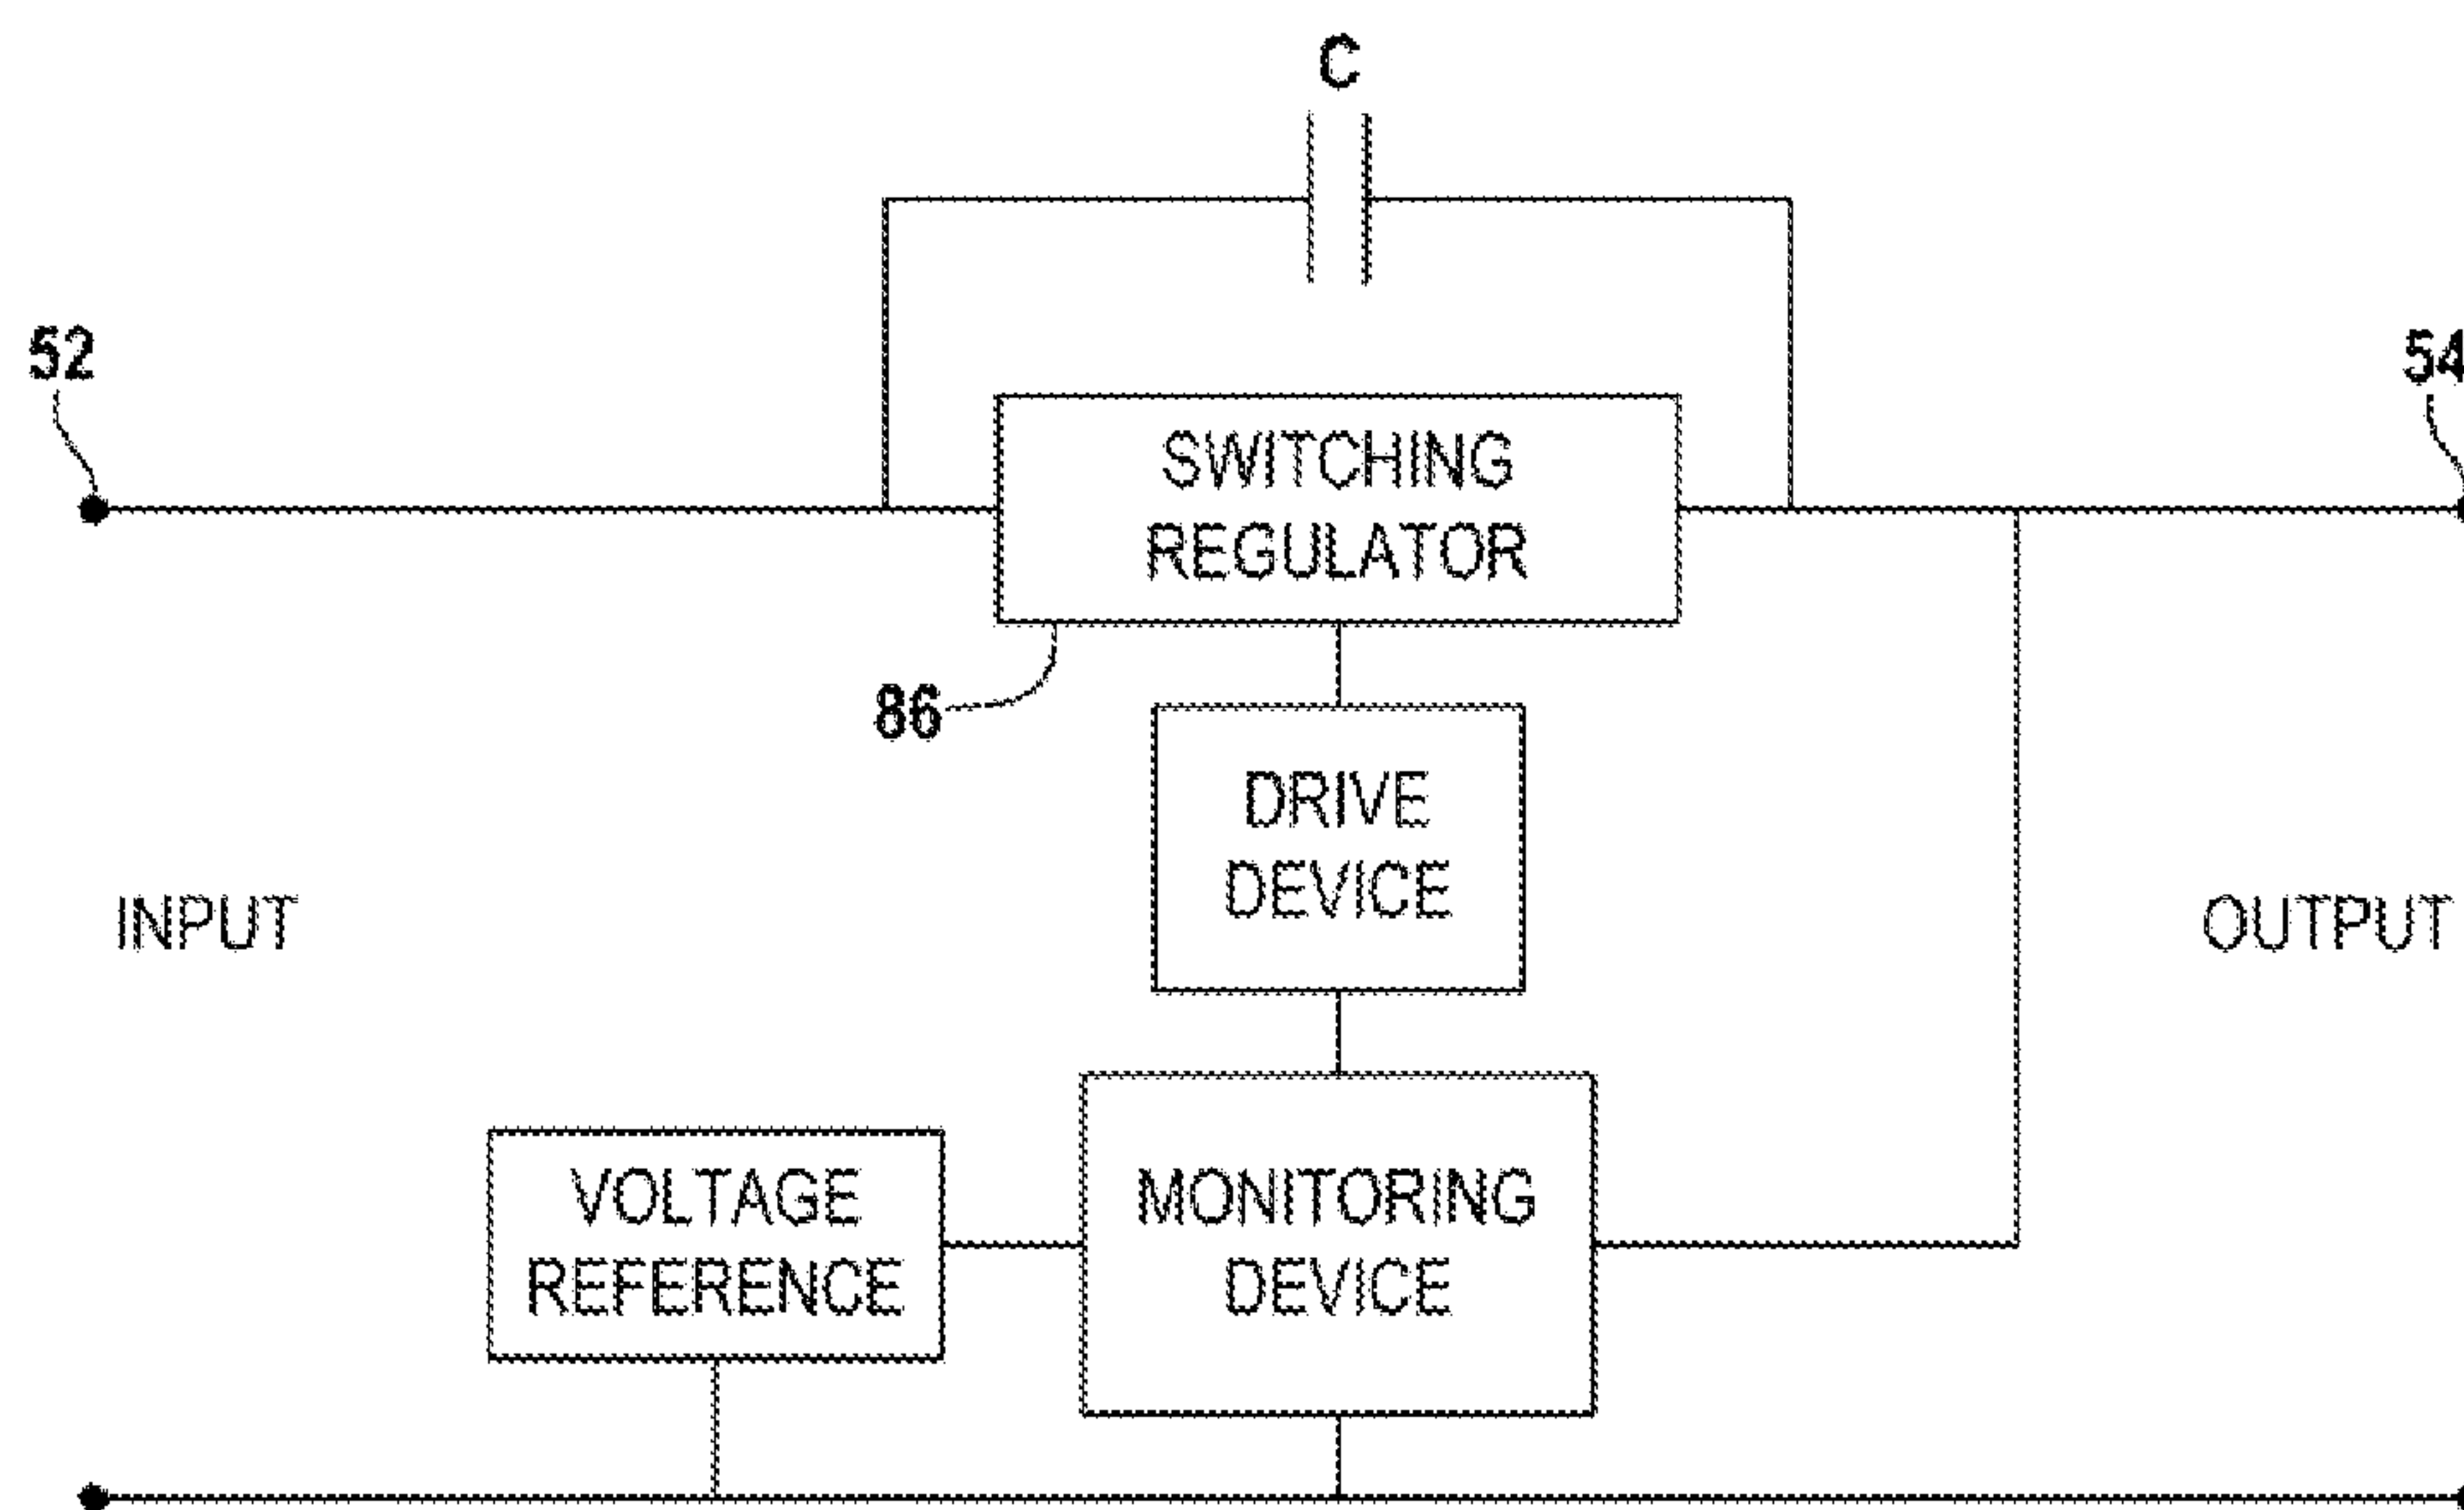 C
52
54
SWITCHING
REGULATOR
86
DRIVE
DEVICE
INPUT
OUTPUT
VOLTAGE
REFERENCE
MONITORING
DEVICE